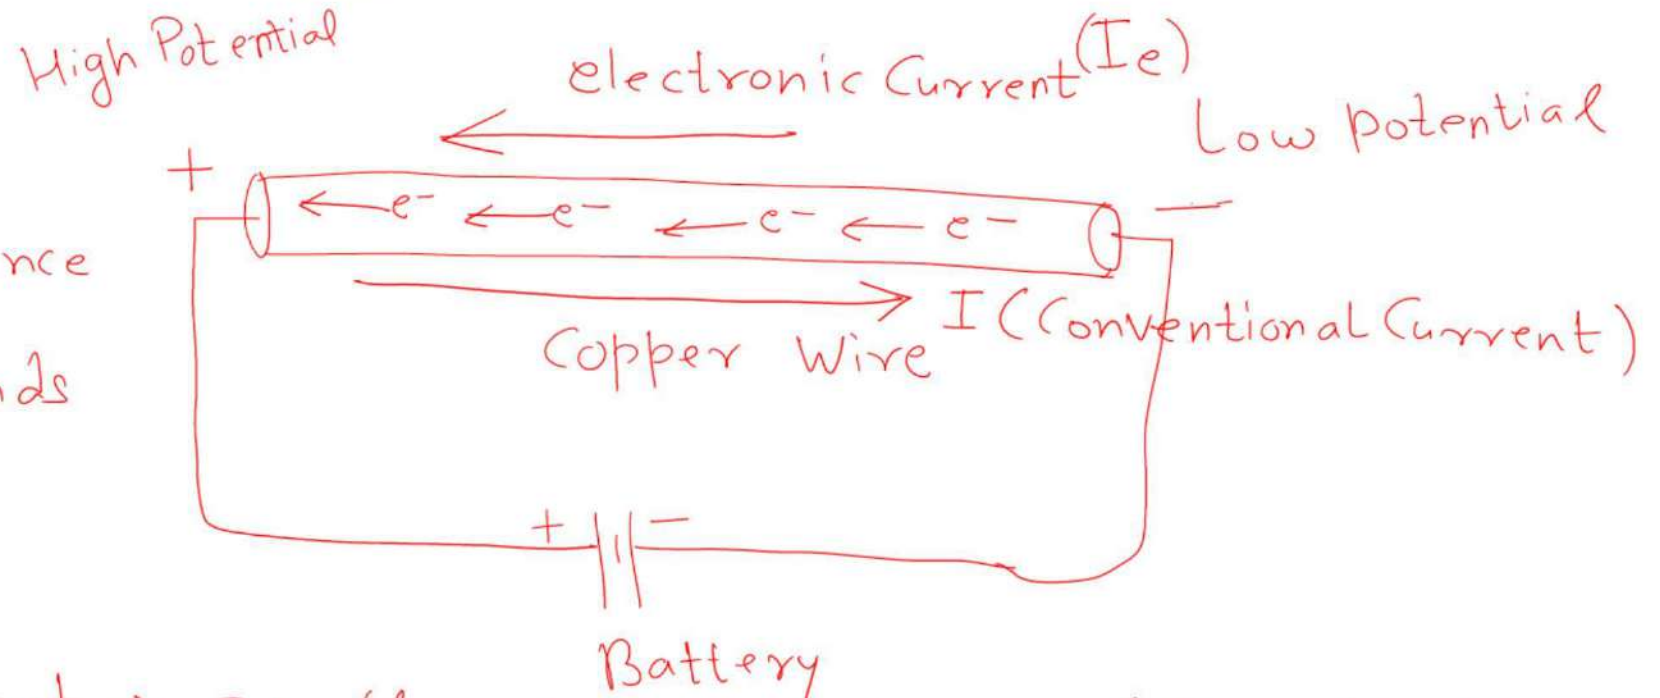 High Potential
electronic Current (Ie)
Low potential
+
e⁻ e⁻ e⁻ e⁻
−
nce
I (Conventional Current)
Copper Wire
ds
+ −
Battery